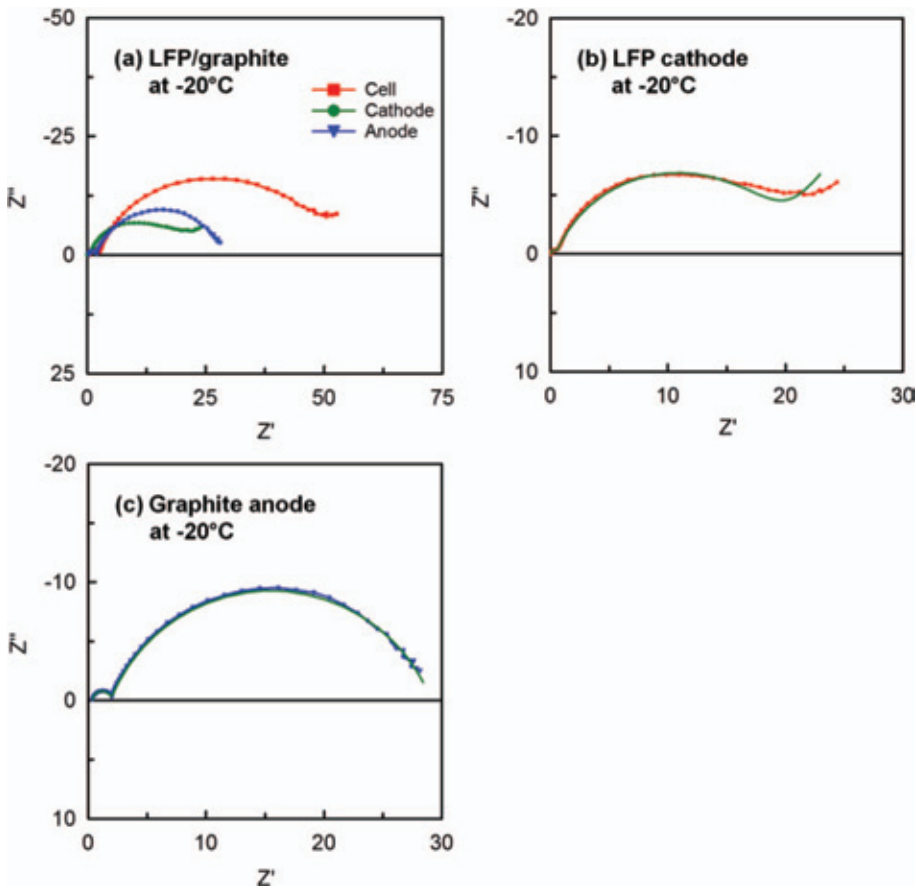 (a) LFP/graphite
at -20°C
Cell
Cathode
Anode
-50
-25
0
25
Z''
0
25
50
75
Z'
(b) LFP cathode
at -20°C
-20
-10
0
10
Z''
0
10
20
30
Z'
(c) Graphite anode
at -20°C
-20
-10
0
10
Z''
0
10
20
30
Z'